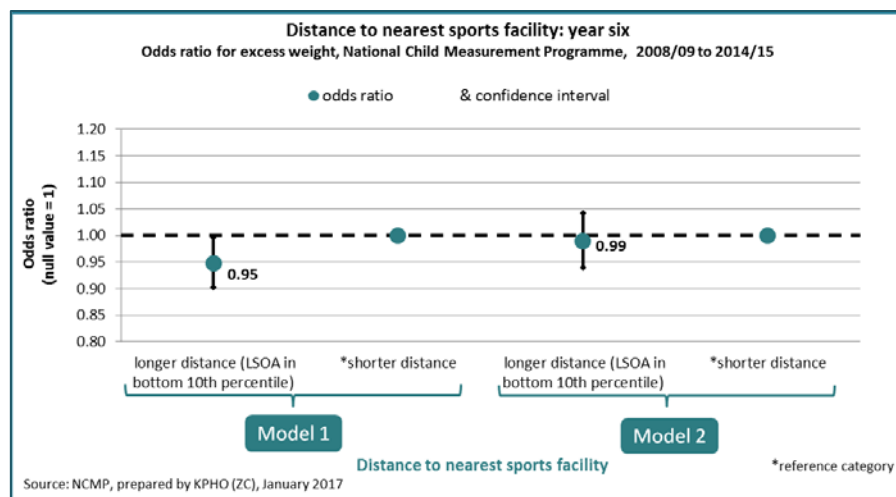 Distance to nearest sports facility: year six
Odds ratio for excess weight, National Child Measurement Programme, 2008/09 to 2014/15
odds ratio & confidence interval
Odds ratio
(null value = 1)
1.20
1.15
1.10
1.05
1.00
0.95
0.90
0.85
0.80
0.95
0.99
longer distance (LSOA in
bottom 10th percentile)
*shorter distance
longer distance (LSOA in
bottom 10th percentile)
*shorter distance
Model 1
Model 2
Distance to nearest sports facility
*reference category
Source: NCMP, prepared by KPHO (ZC), January 2017